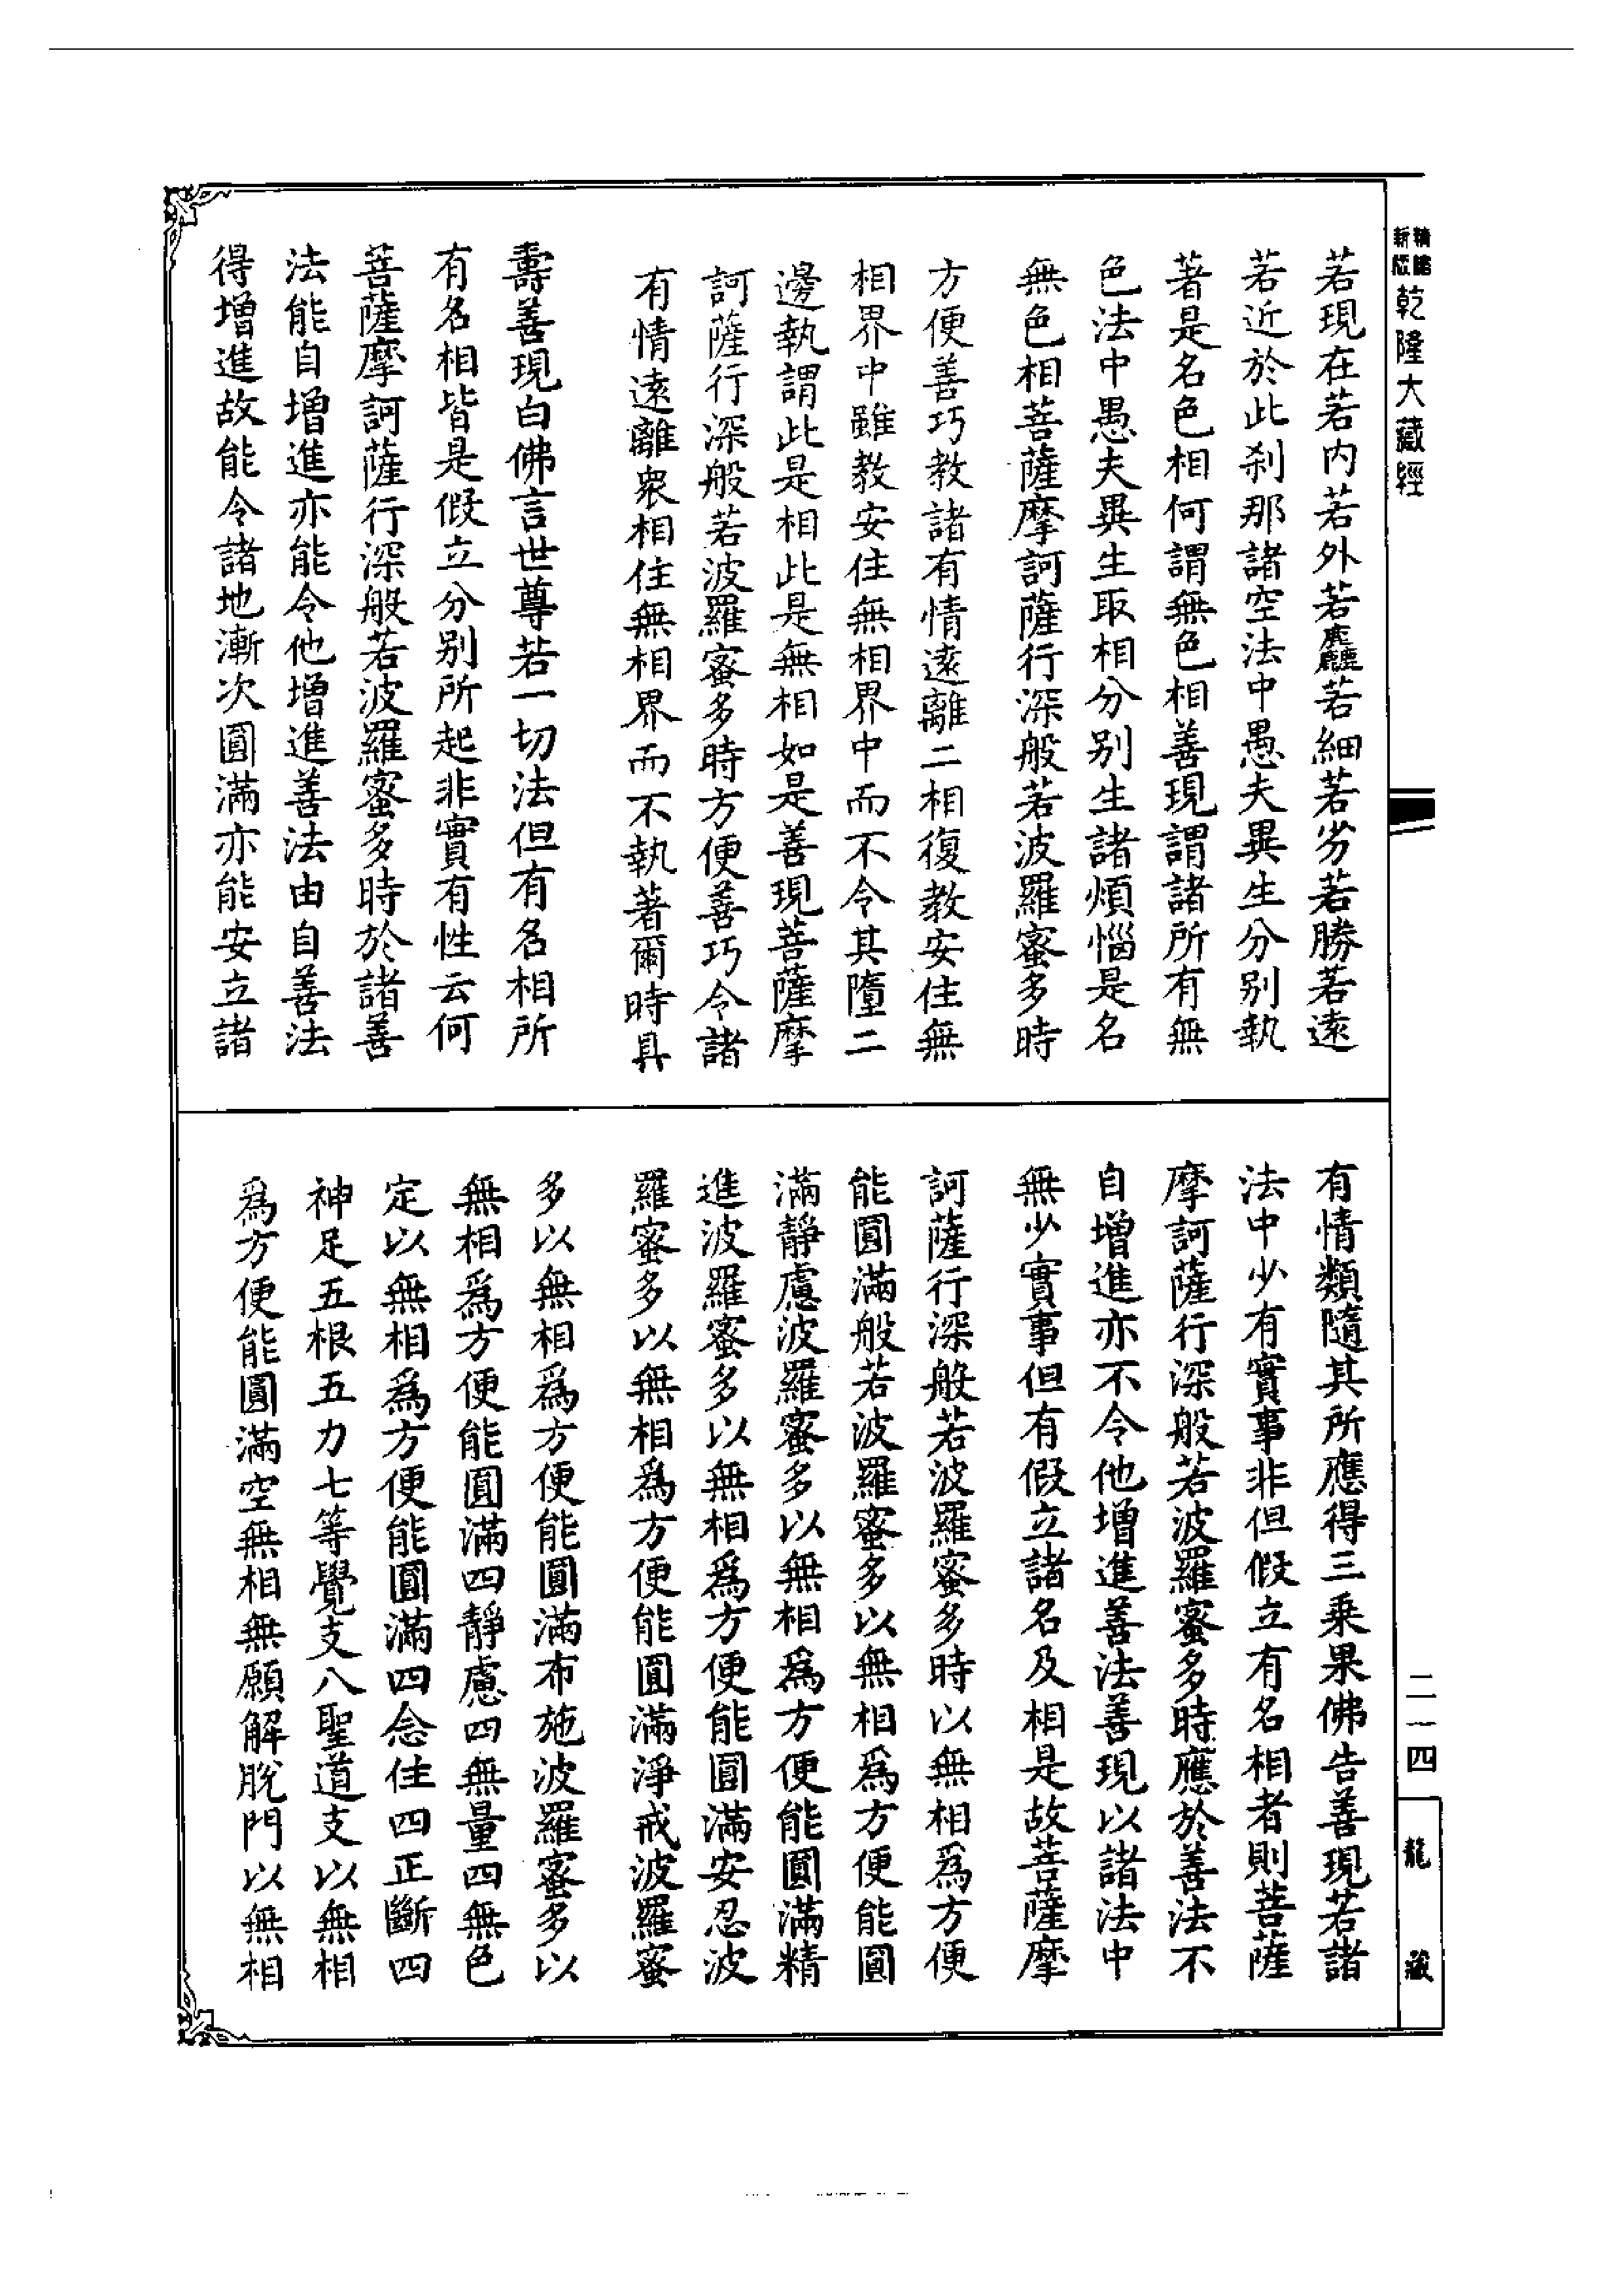 若現在若内若外若麤若細若劣若勝若遠
若近於此刹那諸空法中愚夫異生分别執
著是名色相何謂無色相善現謂諸所有無
色法中愚夫異生取相分别生諸煩惱是名
無色相菩薩摩訶薩行深般若波羅蜜多時
方便善巧教諸有情遠離二相復教安住無
相界中雖教安住無相界中而不令其墮二
邊執謂此是相此是無相如是善現菩薩摩
訶薩行深般若波羅蜜多時方便善巧令諸
有情遠離衆相住無相界而不執著爾時具
壽善現白佛言世尊若一切法但有名相所
有名相皆是假立分别所起非實有性云何
菩薩摩訶薩行深般若波羅蜜多時於諸善
法能自增進亦能令他增進善法由自善法
得增進故能令諸地漸次圓滿亦能安立諸
有情類隨其所應得三乘果佛告善現若諸
法中少有實事非但假立有名相者則菩薩
摩訶薩行深般若波羅蜜多時應於善法不
自增進亦不令他增進善法善現以諸法中
無少實事但有假立諸名及相是故菩薩摩
訶薩行深般若波羅蜜多時以無相爲方便
能圓滿般若波羅蜜多以無相爲方便能圓
滿靜慮波羅蜜多以無相爲方便能圓滿精
進波羅蜜多以無相爲方便能圓滿安忍波
羅蜜多以無相爲方便能圓滿淨戒波羅蜜
多以無相爲方便能圓滿布施波羅蜜多以
無相爲方便能圓滿四靜慮四無量四無色
定以無相爲方便能圓滿四念住四正斷四
神足五根五力七等覺支八聖道支以無相
爲方便能圓滿空無相無願解脫門以無相
新版
乾隆大藏經
二一四
龍藏